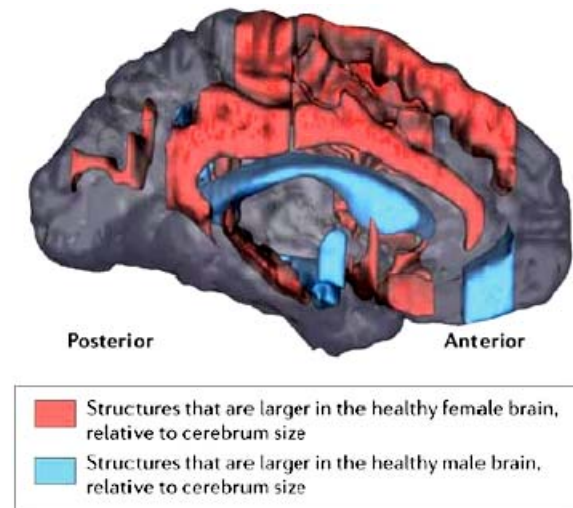 Posterior
Anterior
Structures that are larger in the healthy female brain,
relative to cerebrum size
Structures that are larger in the healthy male brain,
relative to cerebrum size